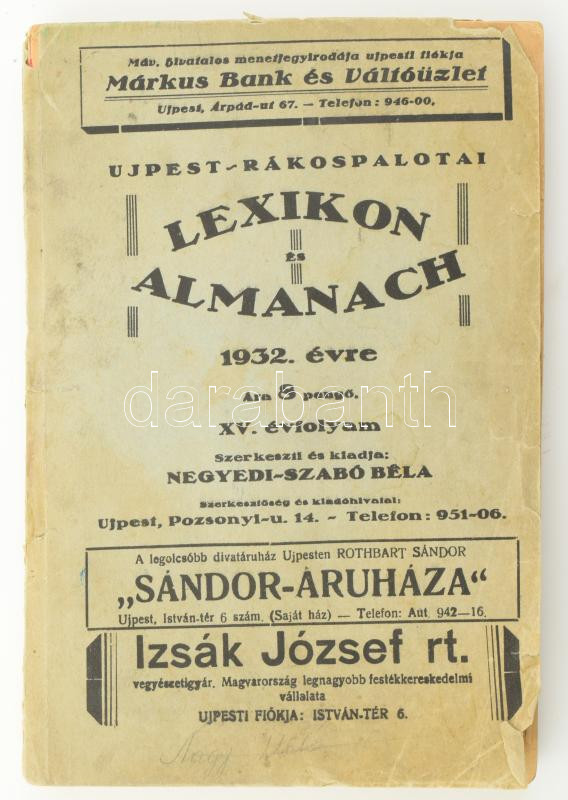 Máv. hivatalos menetjegyirodája ujpesti fiókja
Márkus Bank és Váltóüzlet
Ujpest, Árpád-ut 67. — Telefon: 946-00.
UJPEST-RÁKOSPALOTAI
LEXIKON
ÉS
ALMANACH
1932. évre
Ára 8 pengő.
darabanth
XV. évfolyam
Szerkeszti és kiadja:
NEGYEDI-SZABÓ BÉLA
Szerkesztőség és kiadóhivatal:
Ujpest, Pozsonyi-u. 14. - Telefon: 951-06.
A legolcsóbb divatáruház Ujpesten ROTHBART SÁNDOR
„SÁNDOR-ÁRUHÁZA“
Ujpest, István-tér 6 szám. (Saját ház) — Telefon: Aut. 942—16.
Izsák József rt.
vegyészetigyár. Magyarország legnagyobb festékkereskedelmi
vállalata
UJPESTI FIÓKJA: ISTVÁN-TÉR 6.
Nagy